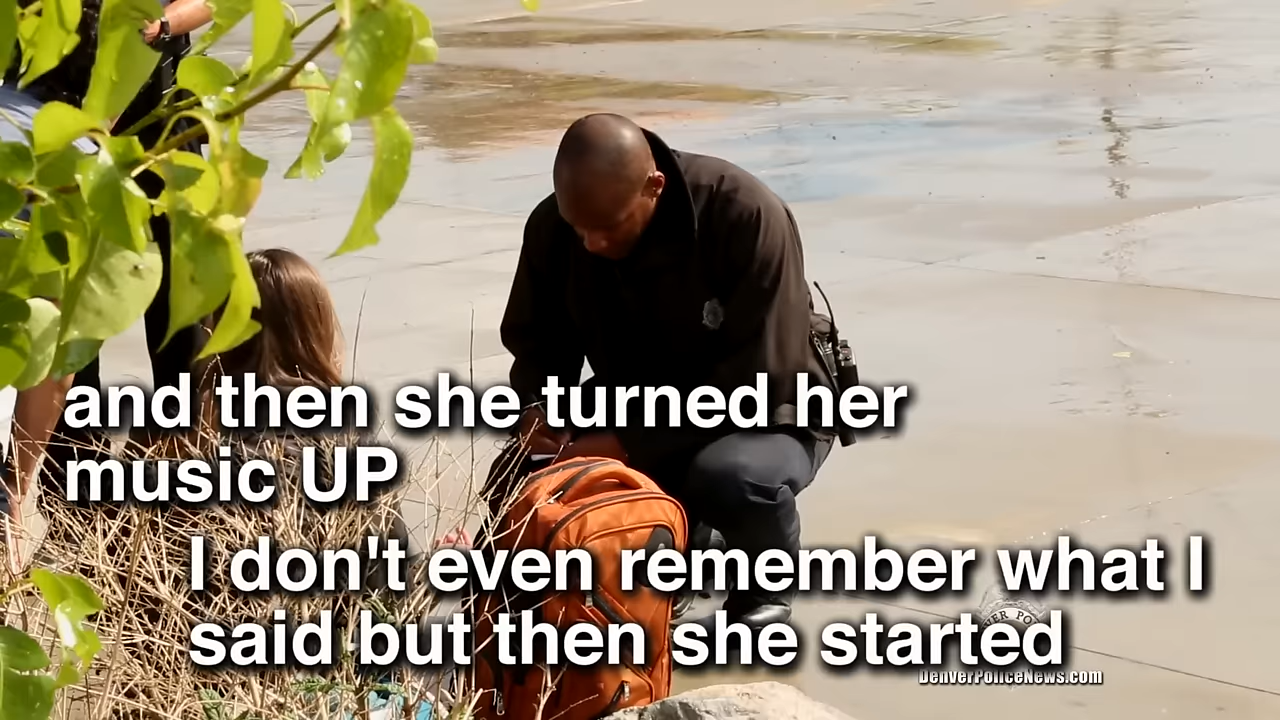 and then she turned her
music UP
I don't even remember what I
said but then she started
DenverPoliceNews.com